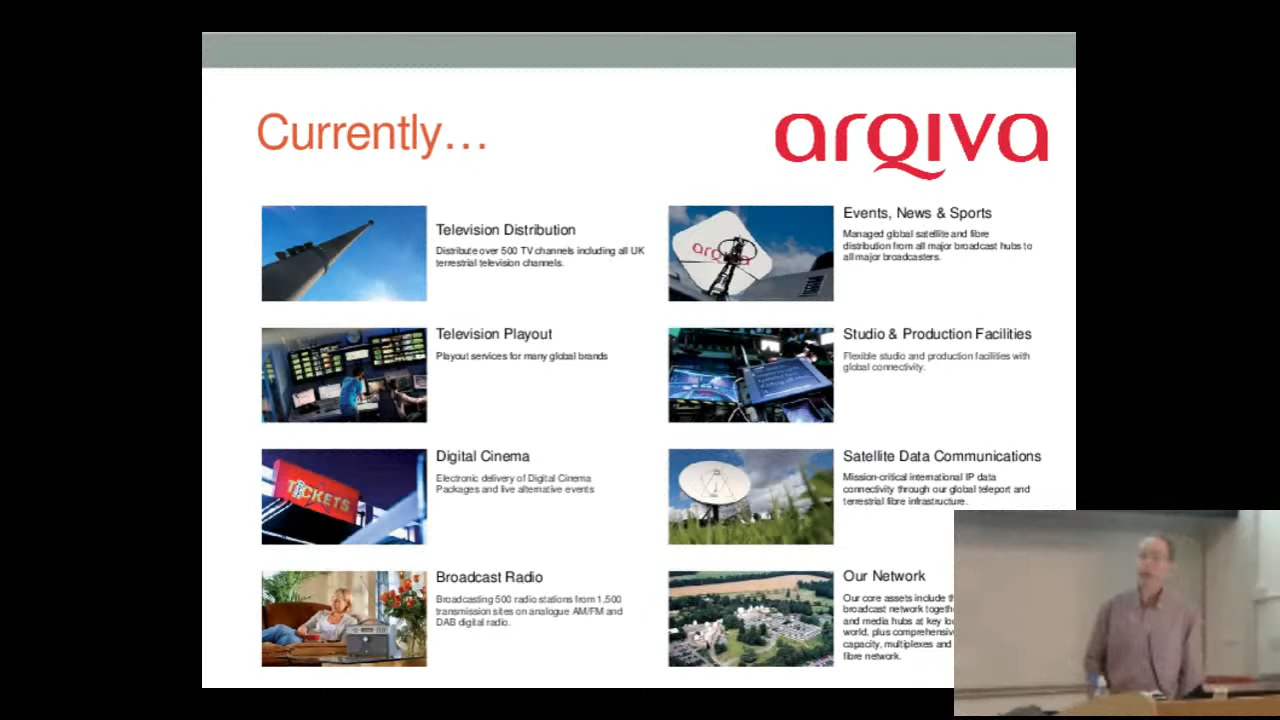 Currently…
arqiva
Television Distribution
Distribute over 500 TV channels including all UK
terrestrial television channels.
Television Playout
Playout services for many global brands
Digital Cinema
Electronic delivery of Digital Cinema
Packages and live alternative events
TICKETS
Broadcast Radio
Broadcasting 500 radio stations from 1,500
transmission sites on analogue AM/FM and
DAB digital radio.
Events, News & Sports
Managed global satellite and fibre
distribution from all major broadcast hubs to
all major broadcasters.
arqiva
Studio & Production Facilities
Flexible studio and production facilities with
global connectivity.
Satellite Data Communications
Mission-critical international IP data
connectivity through our global teleport and
terrestrial fibre infrastructure.
Our Network
Our core assets include
broadcast network
and media hubs at key
world, plus
capacity, multiplexes and
fibre network.